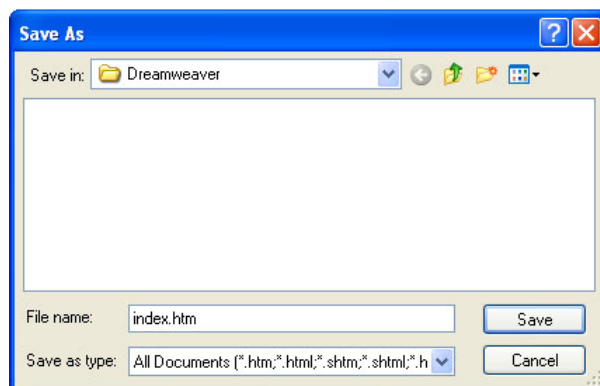 Save As
Save in: Dreamweaver
File name: index.htm Save
Save as type: All Documents (*.htm;*.html;*.shtm;*.shtml;*.h Cancel